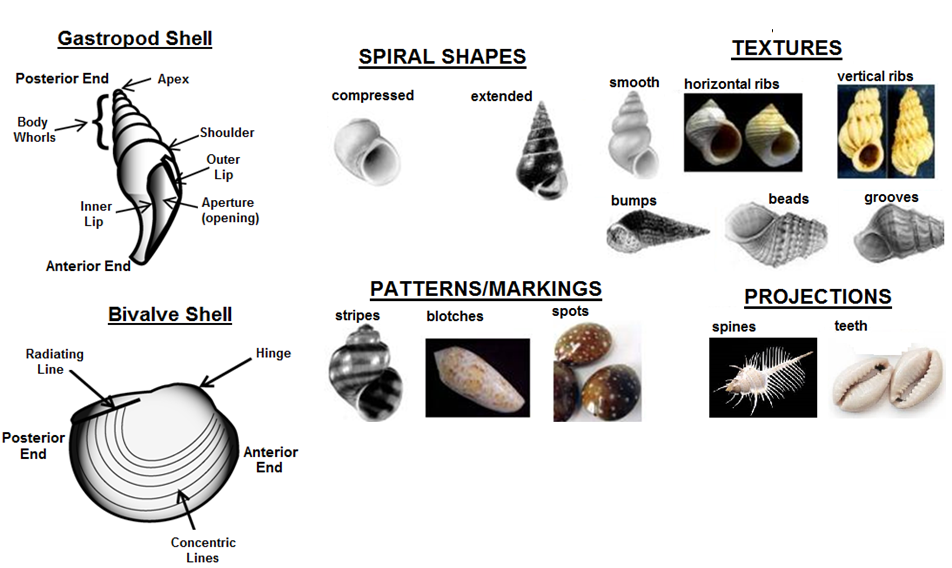 Gastropod Shell
Posterior End
Apex
Body
Whorls
Shoulder
Outer
Lip
Inner
Lip
Aperture
(opening)
Anterior End
Bivalve Shell
Radiating
Line
Hinge
Posterior
End
Anterior
End
Concentric
Lines
SPIRAL SHAPES
compressed
extended
TEXTURES
smooth
horizontal ribs
vertical ribs
bumps
beads
grooves
PATTERNS/MARKINGS
stripes
blotches
spots
PROJECTIONS
spines
teeth